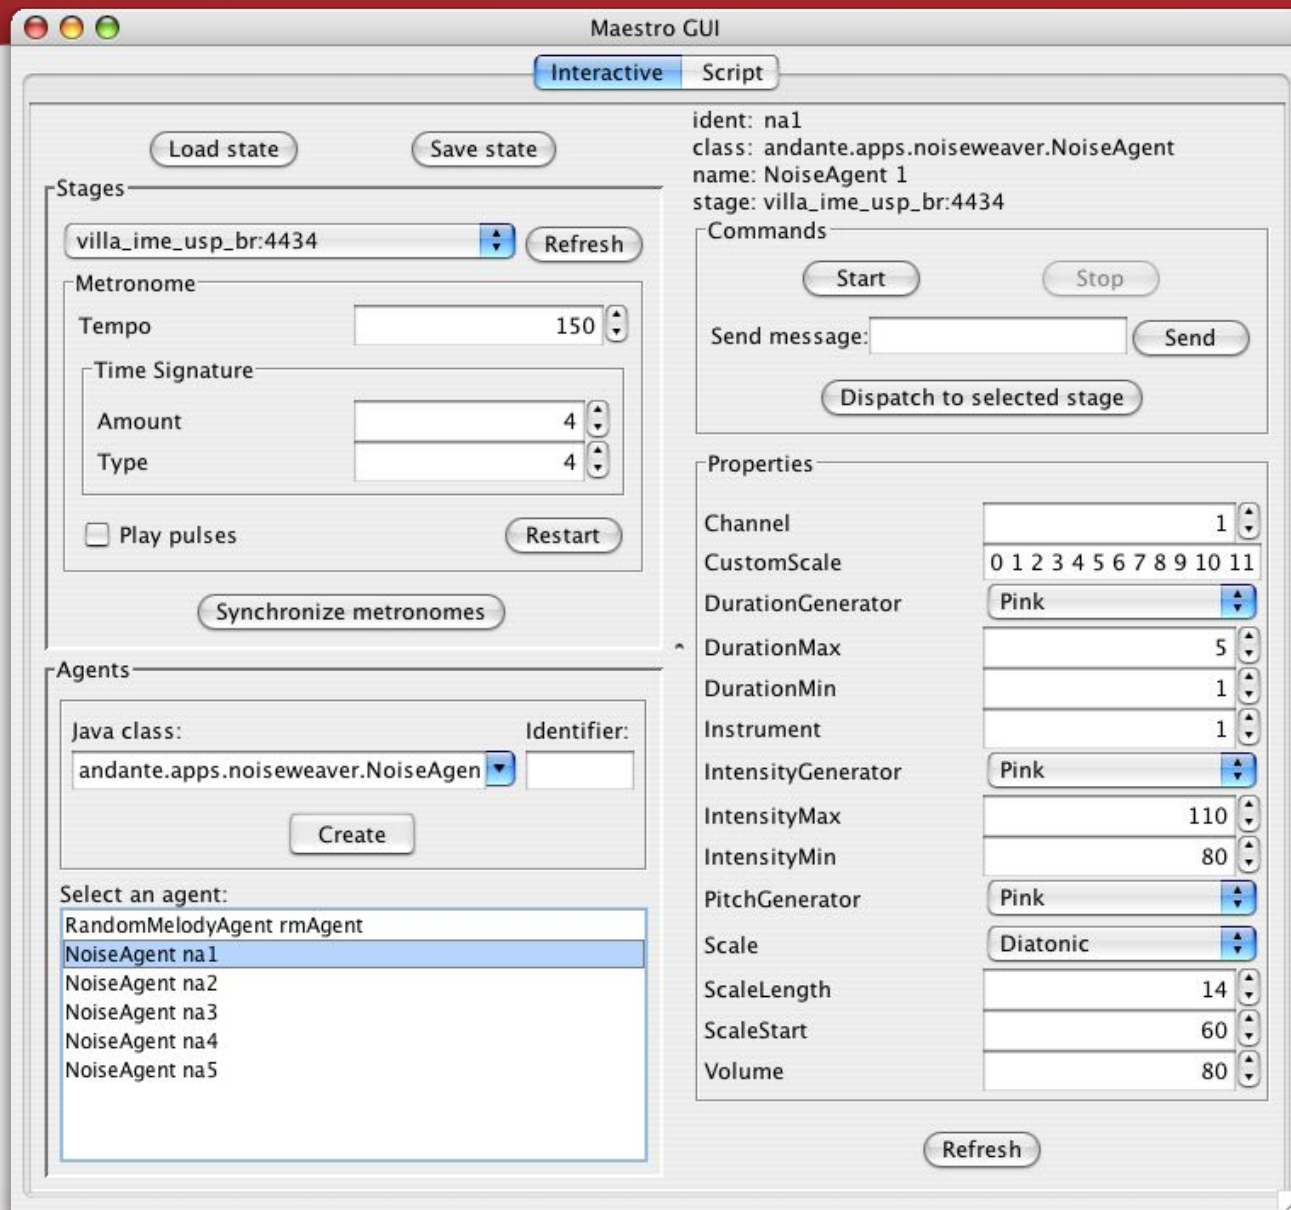 Maestro GUI
Interactive Script
Load state Save state
Stages
villa_ime_usp_br:4434 Refresh
Metronome
Tempo 150
Time Signature
Amount 4
Type 4
Play pulses Restart
Synchronize metronomes
Agents
Java class: Identifier:
andante.apps.noiseweaver.NoiseAgen
Create
Select an agent:
RandomMelodyAgent rmAgent
NoiseAgent na1
NoiseAgent na2
NoiseAgent na3
NoiseAgent na4
NoiseAgent na5
ident: na1
class: andante.apps.noiseweaver.NoiseAgent
name: NoiseAgent 1
stage: villa_ime_usp_br:4434
Commands
Start Stop
Send message: Send
Dispatch to selected stage
Properties
Channel 1
CustomScale 0 1 2 3 4 5 6 7 8 9 10 11
DurationGenerator Pink
DurationMax 5
DurationMin 1
Instrument 1
IntensityGenerator Pink
IntensityMax 110
IntensityMin 80
PitchGenerator Pink
Scale Diatonic
ScaleLength 14
ScaleStart 60
Volume 80
Refresh